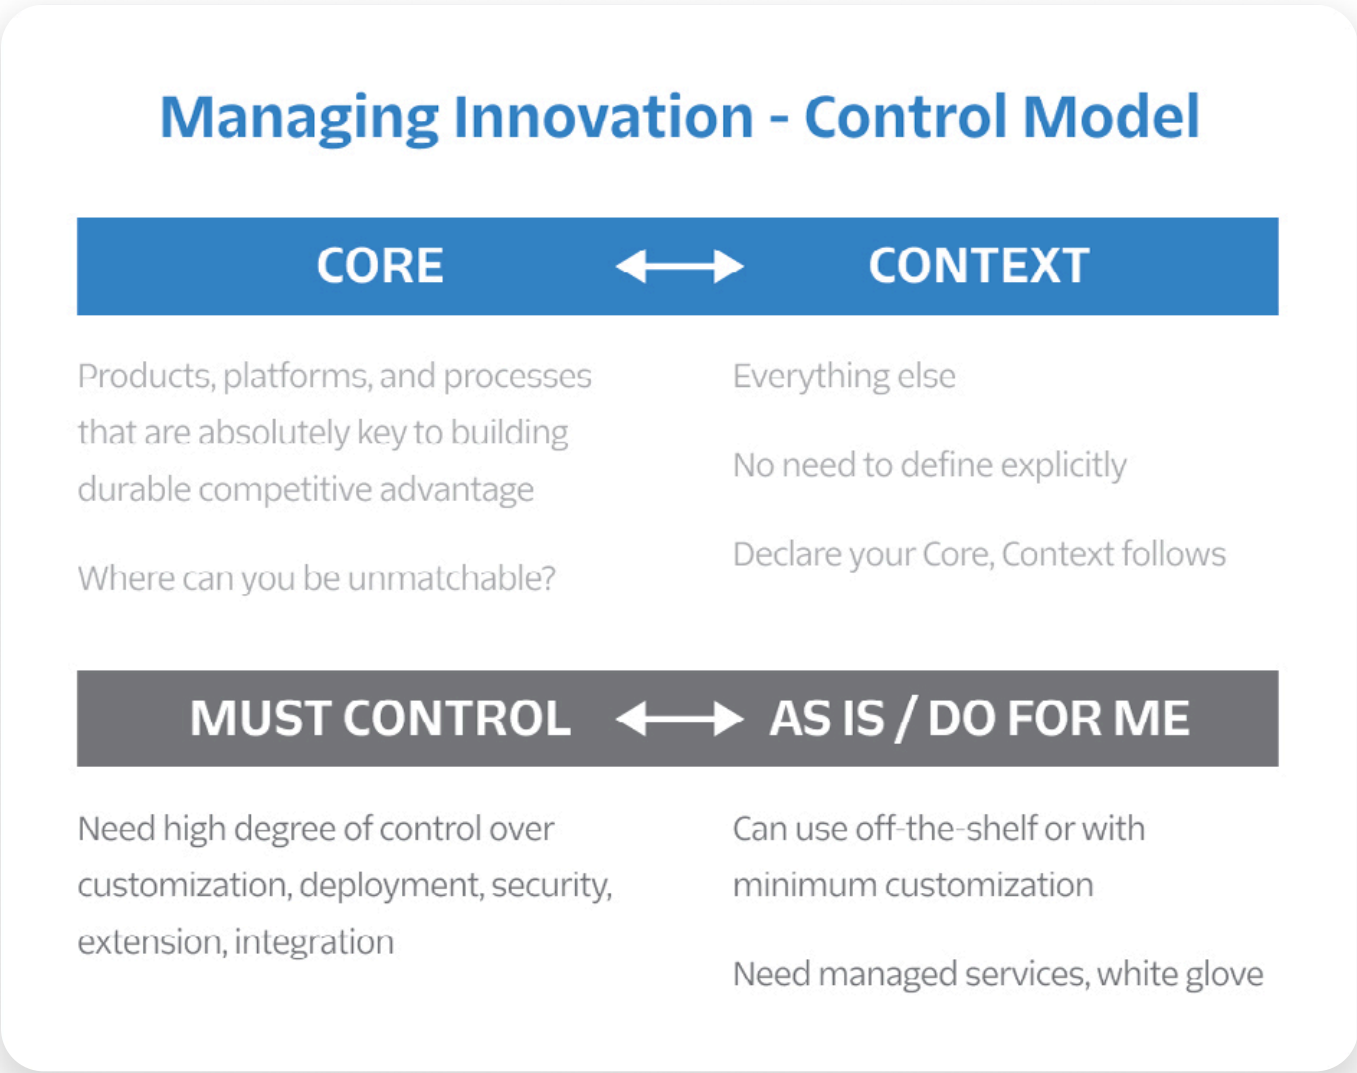 Managing Innovation - Control Model
CORE
CONTEXT
Products, platforms, and processes
that are absolutely key to building
durable competitive advantage
Where can you be unmatchable?
Everything else
No need to define explicitly
Declare your Core, Context follows
MUST CONTROL
AS IS / DO FOR ME
Need high degree of control over
customization, deployment, security,
extension, integration
Can use off-the-shelf or with
minimum customization
Need managed services, white glove